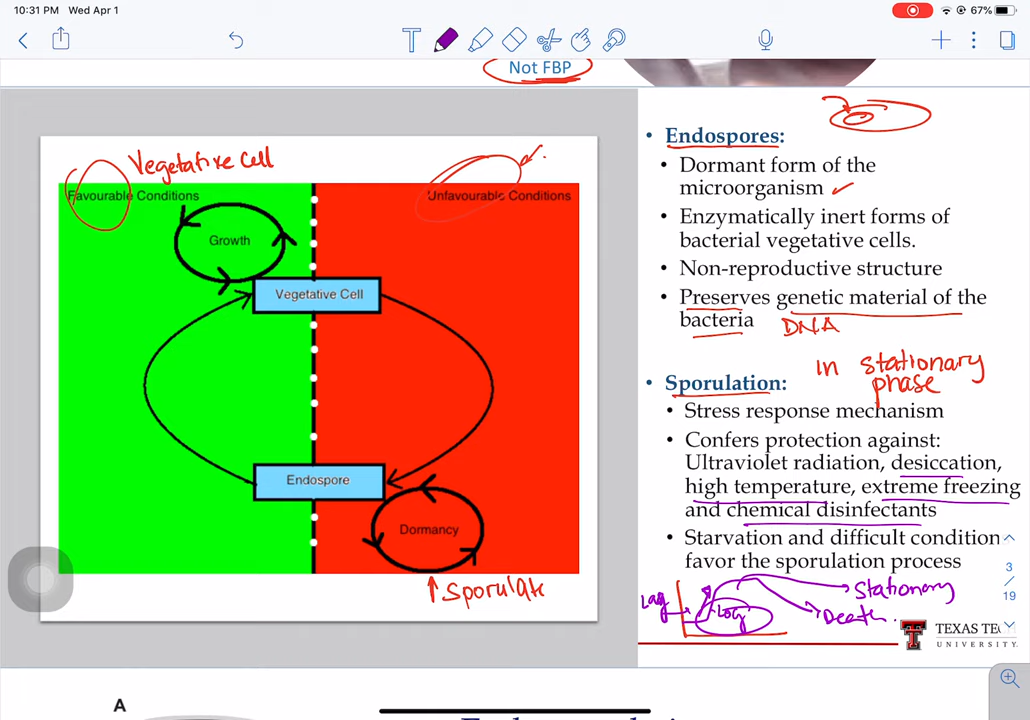 10:31 PM Wed Apr 1
67%
Not FBP
Vegetative Cell
Favourable Conditions
Unfavourable Conditions
Growth
Vegetative Cell
Endospore
Dormancy
↑ Sporulate
• Endospores:
• Dormant form of the
microorganism ✓
• Enzymatically inert forms of
bacterial vegetative cells.
• Non-reproductive structure
• Preserves genetic material of the
bacteria DNA
in stationary
phase
• Sporulation:
• Stress response mechanism
• Confers protection against:
Ultraviolet radiation, desiccation,
high temperature, extreme freezing
and chemical disinfectants
• Starvation and difficult condition
favor the sporulation process
Lag
Log
Stationary
Death
3
/
19
TEXAS TE
UNIVERSITY
A